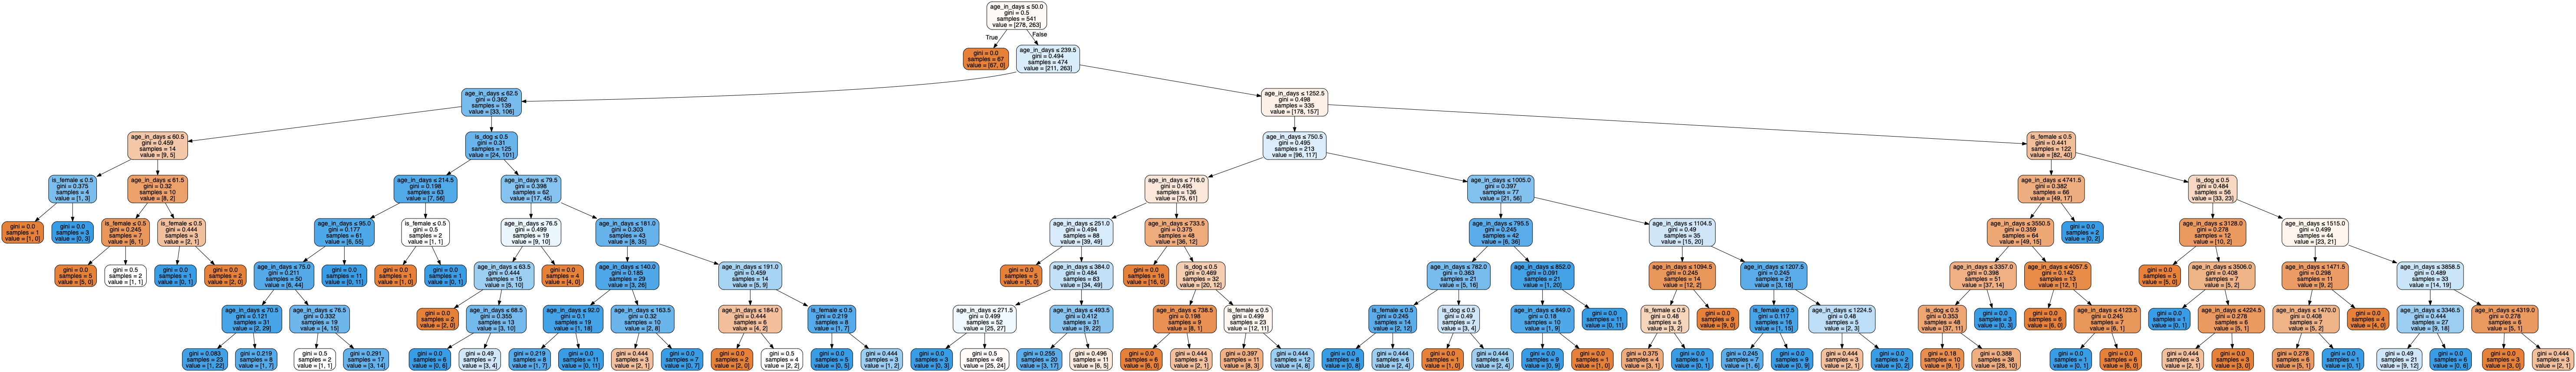 age_in_days ≤ 50.0
gini = 0.5
samples = 541
value = [278, 263]
True
False
gini = 0.0
samples = 67
value = [67, 0]
age_in_days ≤ 239.5
gini = 0.494
samples = 474
value = [211, 263]
age_in_days ≤ 62.5
gini = 0.362
samples = 139
value = [33, 106]
age_in_days ≤ 1252.5
gini = 0.498
samples = 335
value = [178, 157]
age_in_days ≤ 60.5
gini = 0.459
samples = 14
value = [9, 5]
is_dog ≤ 0.5
gini = 0.31
samples = 125
value = [24, 101]
age_in_days ≤ 750.5
gini = 0.495
samples = 213
value = [96, 117]
is_female ≤ 0.5
gini = 0.441
samples = 122
value = [82, 40]
is_female ≤ 0.5
gini = 0.375
samples = 4
value = [1, 3]
age_in_days ≤ 61.5
gini = 0.32
samples = 10
value = [8, 2]
age_in_days ≤ 214.5
gini = 0.198
samples = 63
value = [7, 56]
age_in_days ≤ 79.5
gini = 0.398
samples = 62
value = [17, 45]
age_in_days ≤ 716.0
gini = 0.495
samples = 136
value = [75, 61]
age_in_days ≤ 1005.0
gini = 0.397
samples = 77
value = [21, 56]
age_in_days ≤ 4741.5
gini = 0.382
samples = 66
value = [49, 17]
is_dog ≤ 0.5
gini = 0.484
samples = 56
value = [33, 23]
gini = 0.0
samples = 1
value = [1, 0]
gini = 0.0
samples = 3
value = [0, 3]
is_female ≤ 0.5
gini = 0.245
samples = 7
value = [6, 1]
is_female ≤ 0.5
gini = 0.444
samples = 3
value = [2, 1]
age_in_days ≤ 95.0
gini = 0.177
samples = 61
value = [6, 55]
is_female ≤ 0.5
gini = 0.5
samples = 2
value = [1, 1]
age_in_days ≤ 76.5
gini = 0.499
samples = 19
value = [9, 10]
age_in_days ≤ 181.0
gini = 0.303
samples = 43
value = [8, 35]
age_in_days ≤ 251.0
gini = 0.494
samples = 88
value = [39, 49]
age_in_days ≤ 733.5
gini = 0.375
samples = 48
value = [36, 12]
age_in_days ≤ 795.5
gini = 0.245
samples = 42
value = [6, 36]
age_in_days ≤ 1104.5
gini = 0.49
samples = 35
value = [15, 20]
age_in_days ≤ 3550.5
gini = 0.359
samples = 64
value = [49, 15]
gini = 0.0
samples = 2
value = [0, 2]
age_in_days ≤ 3128.0
gini = 0.278
samples = 12
value = [10, 2]
age_in_days ≤ 1515.0
gini = 0.499
samples = 44
value = [23, 21]
gini = 0.0
samples = 5
value = [5, 0]
gini = 0.5
samples = 2
value = [1, 1]
gini = 0.0
samples = 1
value = [0, 1]
gini = 0.0
samples = 2
value = [2, 0]
age_in_days ≤ 75.0
gini = 0.211
samples = 50
value = [6, 44]
gini = 0.0
samples = 11
value = [0, 11]
gini = 0.0
samples = 1
value = [1, 0]
gini = 0.0
samples = 1
value = [0, 1]
age_in_days ≤ 63.5
gini = 0.444
samples = 15
value = [5, 10]
gini = 0.0
samples = 4
value = [4, 0]
age_in_days ≤ 140.0
gini = 0.185
samples = 29
value = [3, 26]
age_in_days ≤ 191.0
gini = 0.459
samples = 14
value = [5, 9]
gini = 0.0
samples = 5
value = [5, 0]
age_in_days ≤ 384.0
gini = 0.484
samples = 83
value = [34, 49]
gini = 0.0
samples = 16
value = [16, 0]
is_dog ≤ 0.5
gini = 0.469
samples = 32
value = [20, 12]
age_in_days ≤ 782.0
gini = 0.363
samples = 21
value = [5, 16]
age_in_days ≤ 852.0
gini = 0.091
samples = 21
value = [1, 20]
age_in_days ≤ 1094.5
gini = 0.245
samples = 14
value = [12, 2]
age_in_days ≤ 1207.5
gini = 0.245
samples = 21
value = [3, 18]
age_in_days ≤ 3357.0
gini = 0.398
samples = 51
value = [37, 14]
age_in_days ≤ 4057.5
gini = 0.142
samples = 13
value = [12, 1]
gini = 0.0
samples = 5
value = [5, 0]
age_in_days ≤ 3506.0
gini = 0.408
samples = 7
value = [5, 2]
age_in_days ≤ 1471.5
gini = 0.298
samples = 11
value = [9, 2]
age_in_days ≤ 3858.5
gini = 0.489
samples = 33
value = [14, 19]
age_in_days ≤ 70.5
gini = 0.121
samples = 31
value = [2, 29]
age_in_days ≤ 76.5
gini = 0.332
samples = 19
value = [4, 15]
gini = 0.0
samples = 2
value = [2, 0]
age_in_days ≤ 68.5
gini = 0.355
samples = 13
value = [3, 10]
age_in_days ≤ 92.0
gini = 0.1
samples = 19
value = [1, 18]
age_in_days ≤ 163.5
gini = 0.32
samples = 10
value = [2, 8]
age_in_days ≤ 184.0
gini = 0.444
samples = 6
value = [4, 2]
is_female ≤ 0.5
gini = 0.219
samples = 8
value = [1, 7]
age_in_days ≤ 271.5
gini = 0.499
samples = 52
value = [25, 27]
age_in_days ≤ 493.5
gini = 0.412
samples = 31
value = [9, 22]
age_in_days ≤ 738.5
gini = 0.198
samples = 9
value = [8, 1]
is_female ≤ 0.5
gini = 0.499
samples = 23
value = [12, 11]
is_female ≤ 0.5
gini = 0.245
samples = 14
value = [2, 12]
is_dog ≤ 0.5
gini = 0.49
samples = 7
value = [3, 4]
age_in_days ≤ 849.0
gini = 0.18
samples = 10
value = [1, 9]
gini = 0.0
samples = 11
value = [0, 11]
is_female ≤ 0.5
gini = 0.48
samples = 5
value = [3, 2]
gini = 0.0
samples = 9
value = [9, 0]
is_female ≤ 0.5
gini = 0.117
samples = 16
value = [1, 15]
age_in_days ≤ 1224.5
gini = 0.48
samples = 5
value = [2, 3]
is_dog ≤ 0.5
gini = 0.353
samples = 48
value = [37, 11]
gini = 0.0
samples = 3
value = [0, 3]
gini = 0.0
samples = 6
value = [6, 0]
age_in_days ≤ 4123.5
gini = 0.245
samples = 7
value = [6, 1]
gini = 0.0
samples = 1
value = [0, 1]
age_in_days ≤ 4224.5
gini = 0.278
samples = 6
value = [5, 1]
age_in_days ≤ 1470.0
gini = 0.408
samples = 7
value = [5, 2]
gini = 0.0
samples = 4
value = [4, 0]
age_in_days ≤ 3346.5
gini = 0.444
samples = 27
value = [9, 18]
age_in_days ≤ 4319.0
gini = 0.278
samples = 6
value = [5, 1]
gini = 0.083
samples = 23
value = [1, 22]
gini = 0.219
samples = 8
value = [1, 7]
gini = 0.5
samples = 2
value = [1, 1]
gini = 0.291
samples = 17
value = [3, 14]
gini = 0.0
samples = 6
value = [0, 6]
gini = 0.49
samples = 7
value = [3, 4]
gini = 0.219
samples = 8
value = [1, 7]
gini = 0.0
samples = 11
value = [0, 11]
gini = 0.444
samples = 3
value = [2, 1]
gini = 0.0
samples = 7
value = [0, 7]
gini = 0.0
samples = 2
value = [2, 0]
gini = 0.5
samples = 4
value = [2, 2]
gini = 0.0
samples = 5
value = [0, 5]
gini = 0.444
samples = 3
value = [1, 2]
gini = 0.0
samples = 3
value = [0, 3]
gini = 0.5
samples = 49
value = [25, 24]
gini = 0.255
samples = 20
value = [3, 17]
gini = 0.496
samples = 11
value = [6, 5]
gini = 0.0
samples = 6
value = [6, 0]
gini = 0.444
samples = 3
value = [2, 1]
gini = 0.397
samples = 11
value = [8, 3]
gini = 0.444
samples = 12
value = [4, 8]
gini = 0.0
samples = 8
value = [0, 8]
gini = 0.444
samples = 6
value = [2, 4]
gini = 0.0
samples = 1
value = [1, 0]
gini = 0.444
samples = 6
value = [2, 4]
gini = 0.0
samples = 9
value = [0, 9]
gini = 0.0
samples = 1
value = [1, 0]
gini = 0.375
samples = 4
value = [3, 1]
gini = 0.0
samples = 1
value = [0, 1]
gini = 0.245
samples = 7
value = [1, 6]
gini = 0.0
samples = 9
value = [0, 9]
gini = 0.444
samples = 3
value = [2, 1]
gini = 0.0
samples = 2
value = [0, 2]
gini = 0.18
samples = 10
value = [9, 1]
gini = 0.388
samples = 38
value = [28, 10]
gini = 0.0
samples = 1
value = [0, 1]
gini = 0.0
samples = 6
value = [6, 0]
gini = 0.444
samples = 3
value = [2, 1]
gini = 0.0
samples = 3
value = [3, 0]
gini = 0.278
samples = 6
value = [5, 1]
gini = 0.0
samples = 1
value = [0, 1]
gini = 0.49
samples = 21
value = [9, 12]
gini = 0.0
samples = 6
value = [0, 6]
gini = 0.0
samples = 3
value = [3, 0]
gini = 0.444
samples = 3
value = [2, 1]